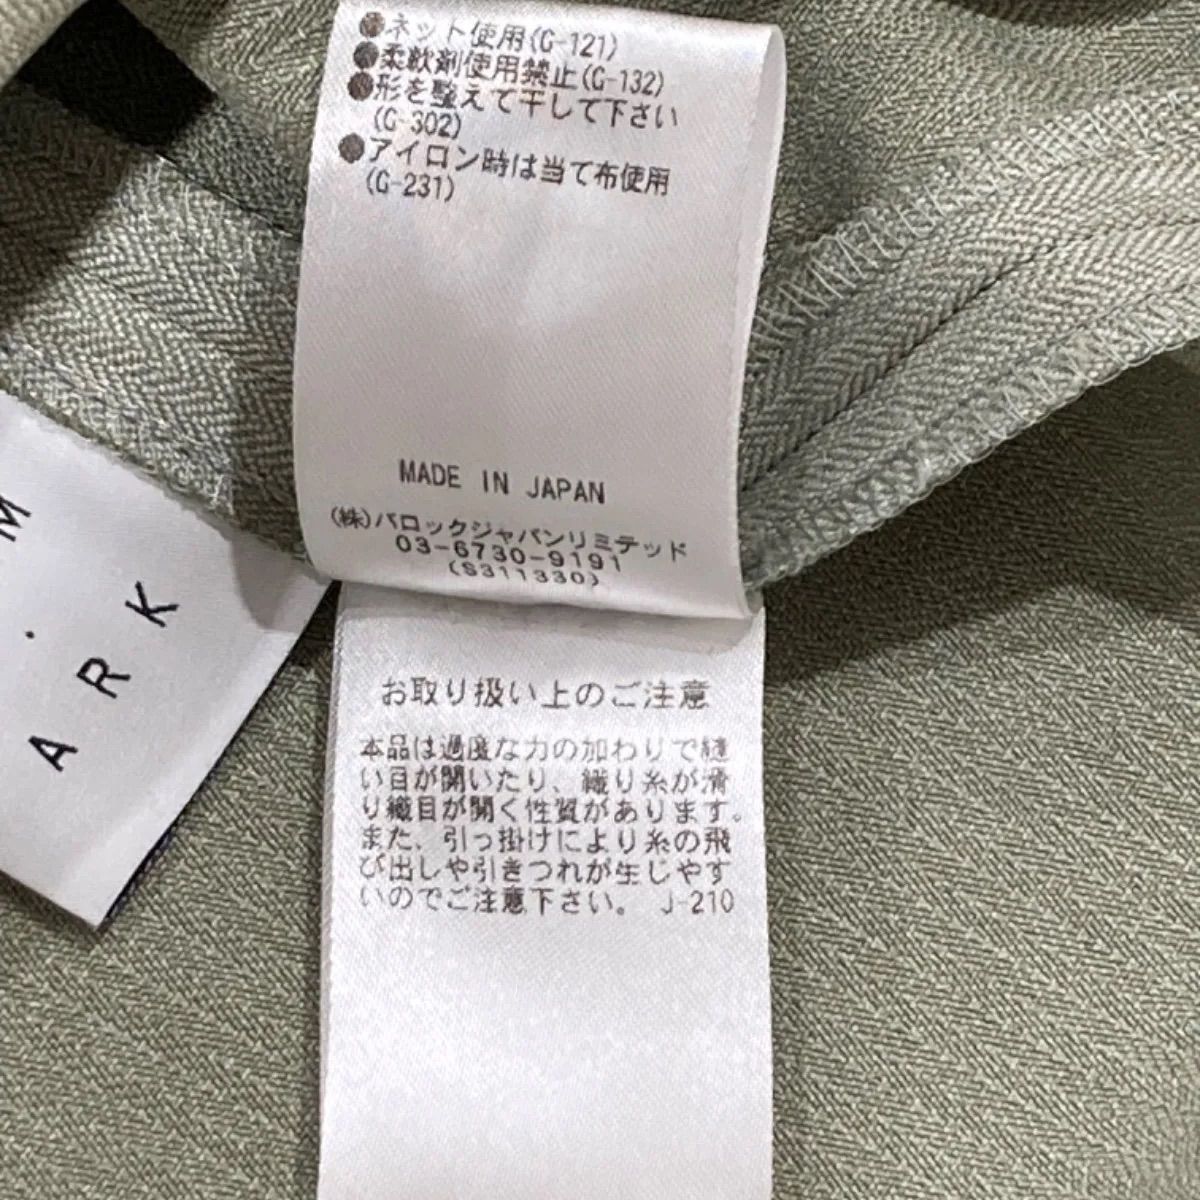 ●ネット使用(G-121)
●柔軟剤使用禁止(G-132)
●形を整えて干して下さい
(G-302)
●アイロン時は当て布使用
(G-231)
MADE IN JAPAN
(株)バロックジャパンリミテッド
03-6730-9191
(S311330)
お取り扱い上のご注意
本品は過度な力の加わりで縫
い目が開いたり、織り糸が滑
り織目が開く性質があります。
また、引っ掛けにより糸の飛
び出しや引きつれが生じやす
いのでご注意下さい。 J-210
M
.
ARK